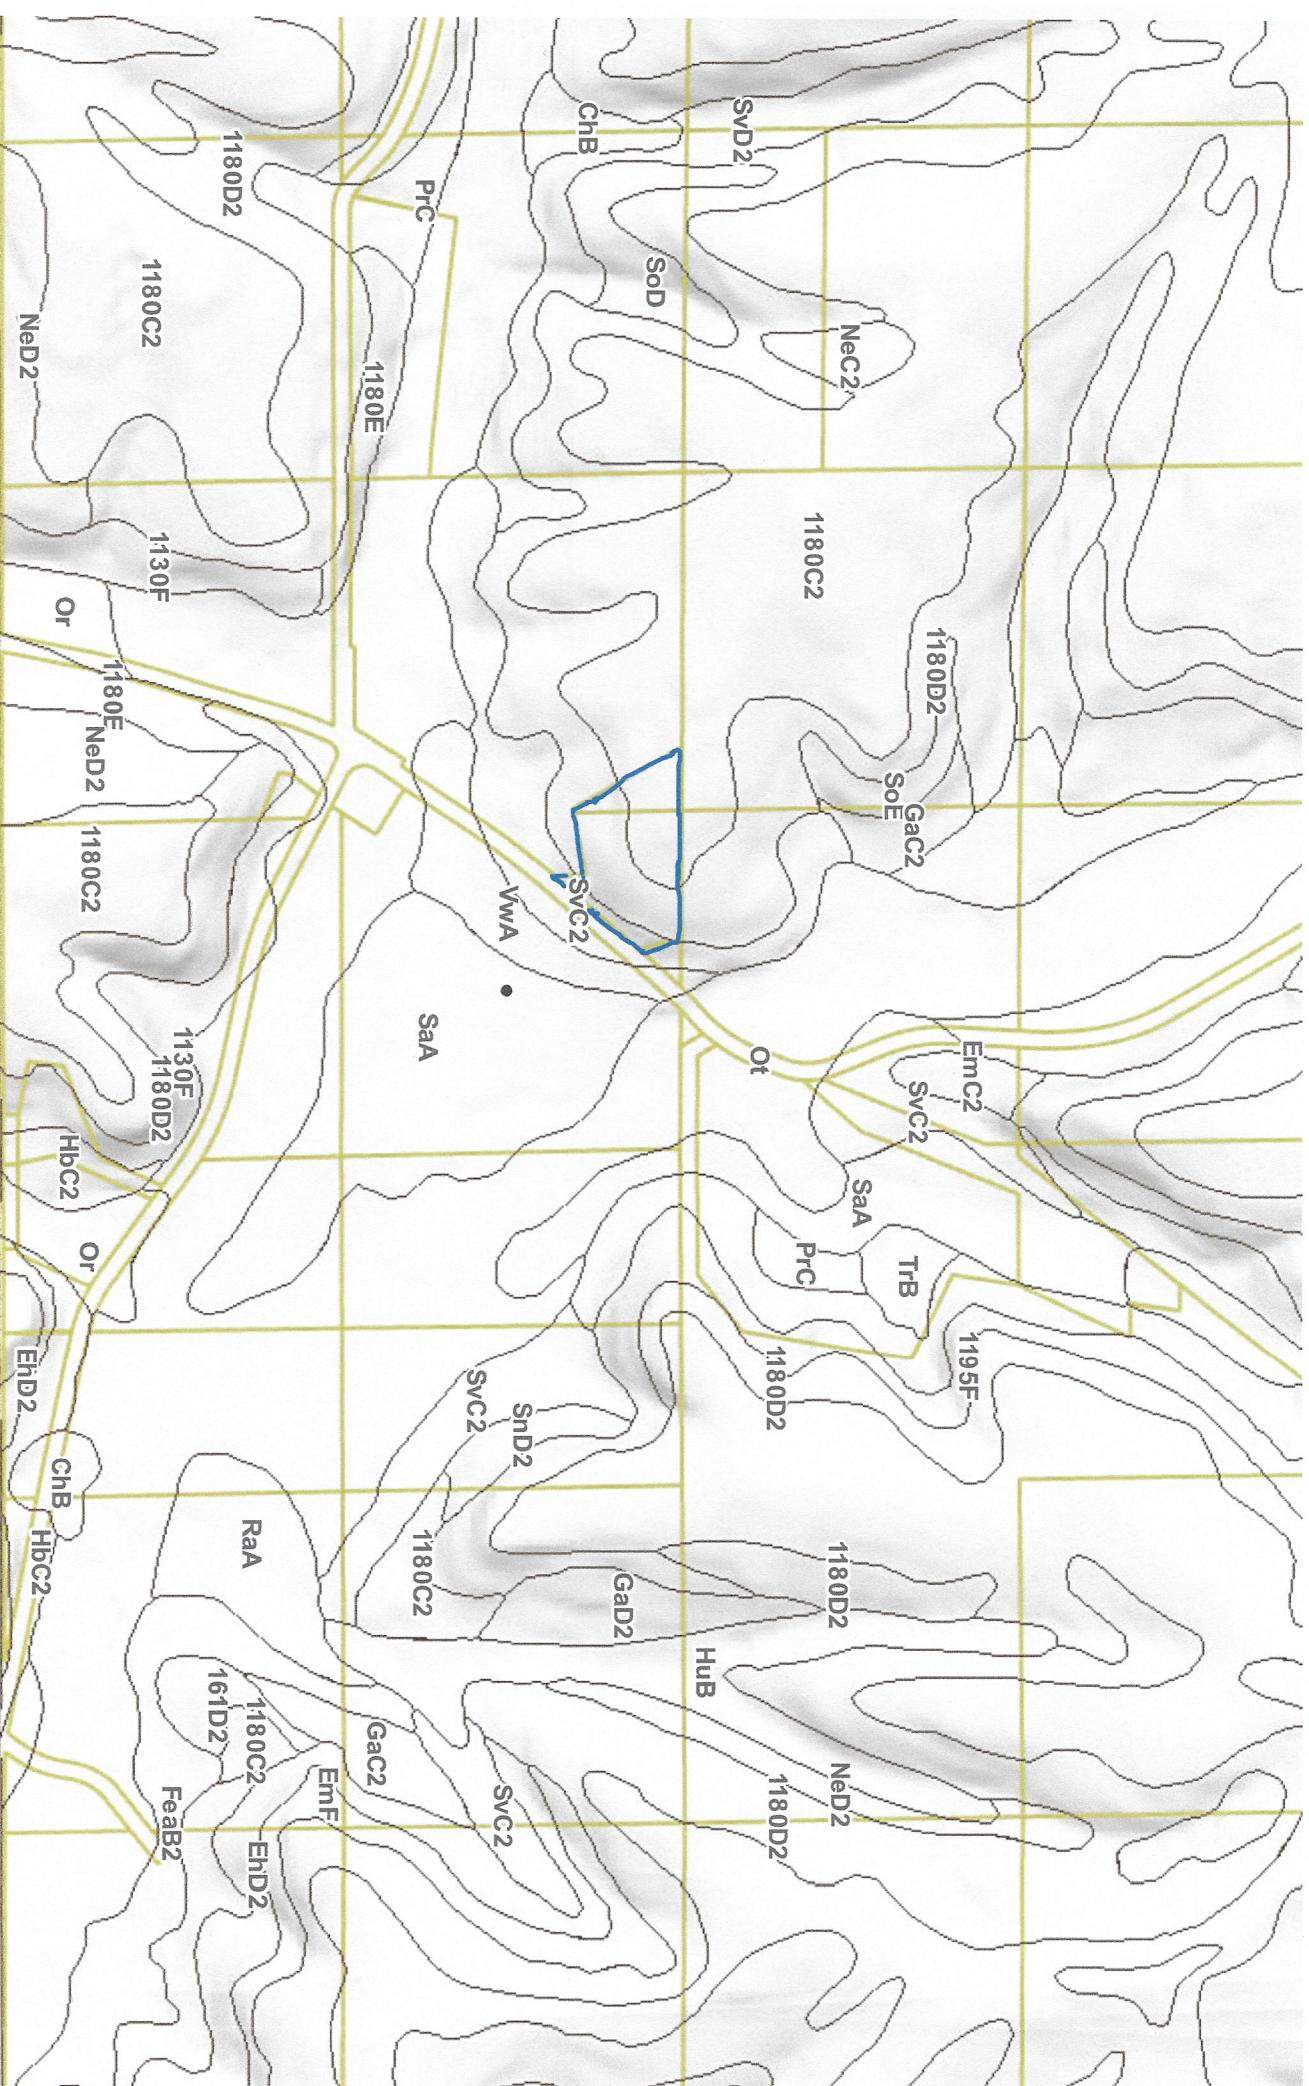 SvD2
ChB
1180D2
PrC
SoD
1180C2
NeD2
NeC2
1180E
1180C2
1130F
Or
1180D2
1180E
NeD2
SoE
GaC2
1180C2
SvC2
VwA
SaA
Ot
EmC2
SvC2
1130F
1180D2
HbC2
SaA
Or
PrC
TrB
1195F
EhD2
1180D2
SvC2
SnD2
ChB
RaA
HbC2
1180C2
GaD2
1180D2
HuB
161D2
1180C2
GaC2
EmF
SvC2
NeD2
1180D2
FeaB2
EhD2